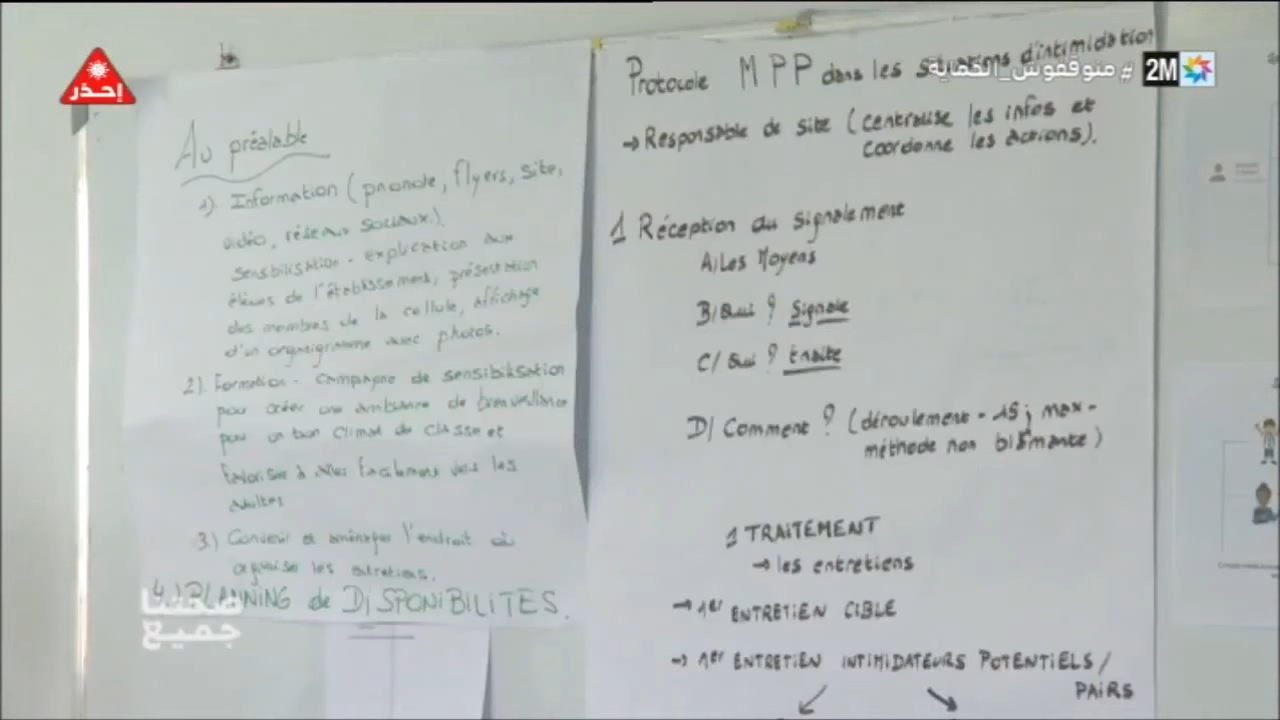 إحذر
#منوقفوش_الحماية
2M
Au préalable
1) Information (phonote, flyers, site,
vidéo, réseaux sociaux).
sensibilisation - explication aux
élèves de l'établissement, présentation
des membres de la cellule, affichage
d'un organigramme avec photos.
2) Formation - campagne de sensibilisation
pour créer une ambiance de bienveillance
pour un bon climat de classe et
favoriser à aller facilement vers les
adultes
3) Convenir et aménager l'endroit où
organiser les entretiens.
4.) PLANNING de DISPONIBILITES.
Protocole MPP dans les situations d'intimidation
→ Responsable de site (centralise les infos et
coordonne les actions).
1 Réception du signalement
A/ Les Moyens
B/ Qui ? Signale
C/ Qui ? Ensuite
D/ Comment ? (déroulement - 15 j max -
méthode non blâmante)
1 TRAITEMENT
→ les entretiens
→ 1er ENTRETIEN CIBLE
→ 1er ENTRETIEN INTIMIDATEURS POTENTIELS /
PAIRS
صحتنا
جميع